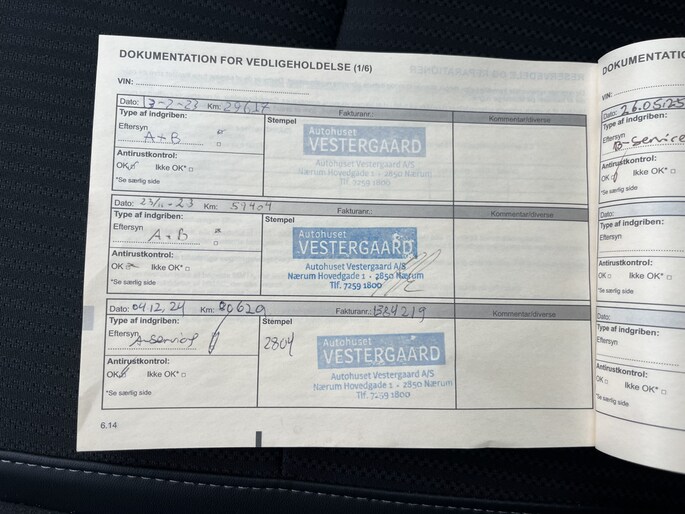 DOKUMENTATION FOR VEDLIGEHOLDELSE (1/6)
VIN:
Dato: 13-2-23 Km: 29617 Fakturanr.: Kommentar/diverse
Type af indgriben:
Eftersyn
A+B
Stempel
Autohuset
VESTERGAARD
Autohuset Vestergaard A/S
Nærum Hovedgade 1 - 2850 Nærum
Tlf. 7259 1800
Antirustkontrol:
OK Ikke OK*
*Se særlig side
Dato: 23/11-23 Km: 59404 Fakturanr.: Kommentar/diverse
Type af indgriben:
Eftersyn
A+B
Stempel
Autohuset
VESTERGAARD
Autohuset Vestergaard A/S
Nærum Hovedgade 1 - 2850 Nærum
Tlf. 7259 1800
Antirustkontrol:
OK Ikke OK*
*Se særlig side
Dato: 04.12.24 Km: 80629 Fakturanr.: 1324219 Kommentar/diverse
Type af indgriben:
Eftersyn
A-service
Stempel
2804
Autohuset
VESTERGAARD
Autohuset Vestergaard A/S
Nærum Hovedgade 1 - 2850 Nærum
Tlf. 7259 1800
Antirustkontrol:
OK Ikke OK*
*Se særlig side
6.14
DOKUMENTATIO
VIN:
Dato: 26.05.25
Type af indgriben:
Eftersyn
B-service
Antirustkontrol:
OK Ikke OK*
*Se særlig side
Dato:
Type af indgriben:
Eftersyn
Antirustkontrol:
OK Ikke OK*
*Se særlig side
Dato:
Type af indgriben:
Eftersyn
Antirustkontrol:
OK Ikke OK*
*Se særlig side